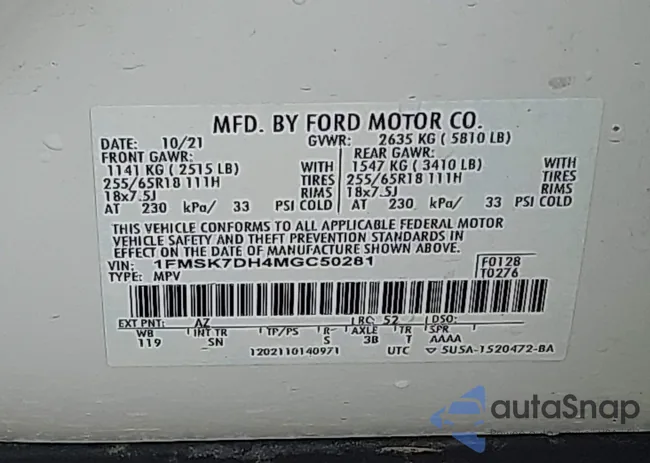 MFD. BY FORD MOTOR CO.
DATE: 10/21 GVWR: 2635 KG ( 5810 LB)
FRONT GAWR: REAR GAWR:
1141 KG ( 2515 LB) WITH 1547 KG ( 3410 LB) WITH
255/65R18 111H TIRES 255/65R18 111H TIRES
18x7.5J RIMS 18x7.5J RIMS
AT 230 kPa/ 33 PSI COLD AT 230 kPa/ 33 PSI COLD
THIS VEHICLE CONFORMS TO ALL APPLICABLE FEDERAL MOTOR
VEHICLE SAFETY AND THEFT PREVENTION STANDARDS IN
EFFECT ON THE DATE OF MANUFACTURE SHOWN ABOVE.
VIN: 1FMSK7DH4MGC50281 F0128
TYPE: MPV T0276
EXT PNT: AZ RC: 52 DSO:
WB INT TR TP/PS R AXLE TR SPR
119 SN S 3B T AAAA
1202110140971 UTC 5U5A-1520472-BA
autaSnap
Powered by AutoBidMaster